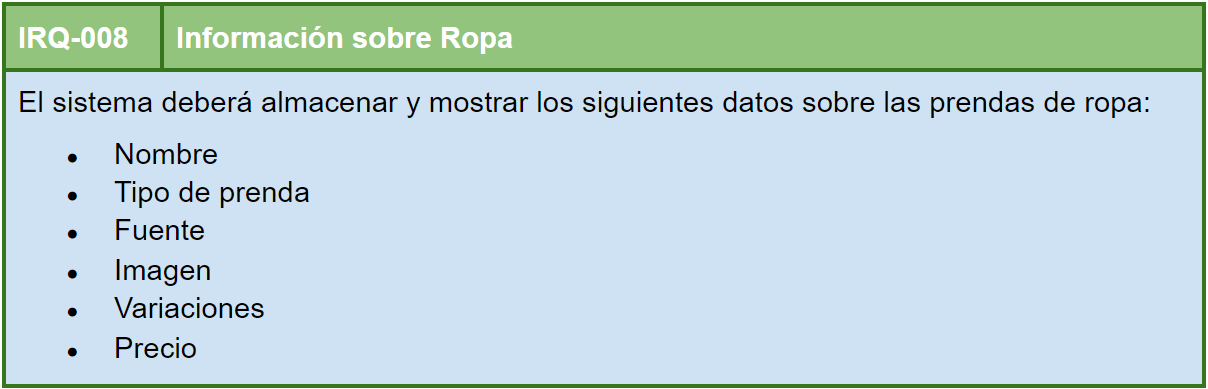 IRQ-008 Información sobre Ropa
El sistema deberá almacenar y mostrar los siguientes datos sobre las prendas de ropa:
● Nombre
● Tipo de prenda
● Fuente
● Imagen
● Variaciones
● Precio